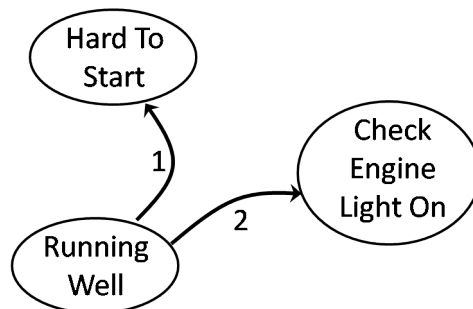 Hard To
Start
1
Check
Engine
Light On
2
Running
Well